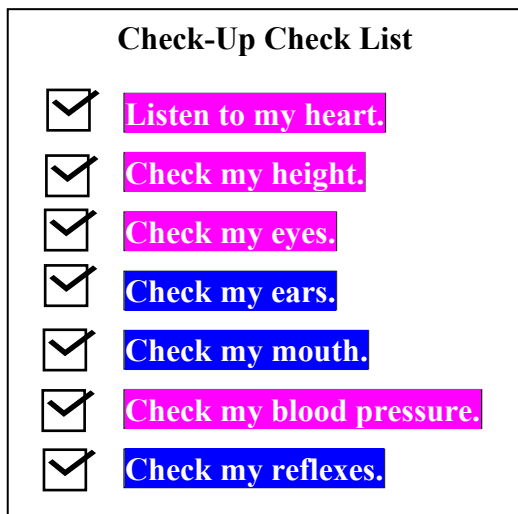 Check-Up Check List
Listen to my heart.
Check my height.
Check my eyes.
Check my ears.
Check my mouth.
Check my blood pressure.
Check my reflexes.